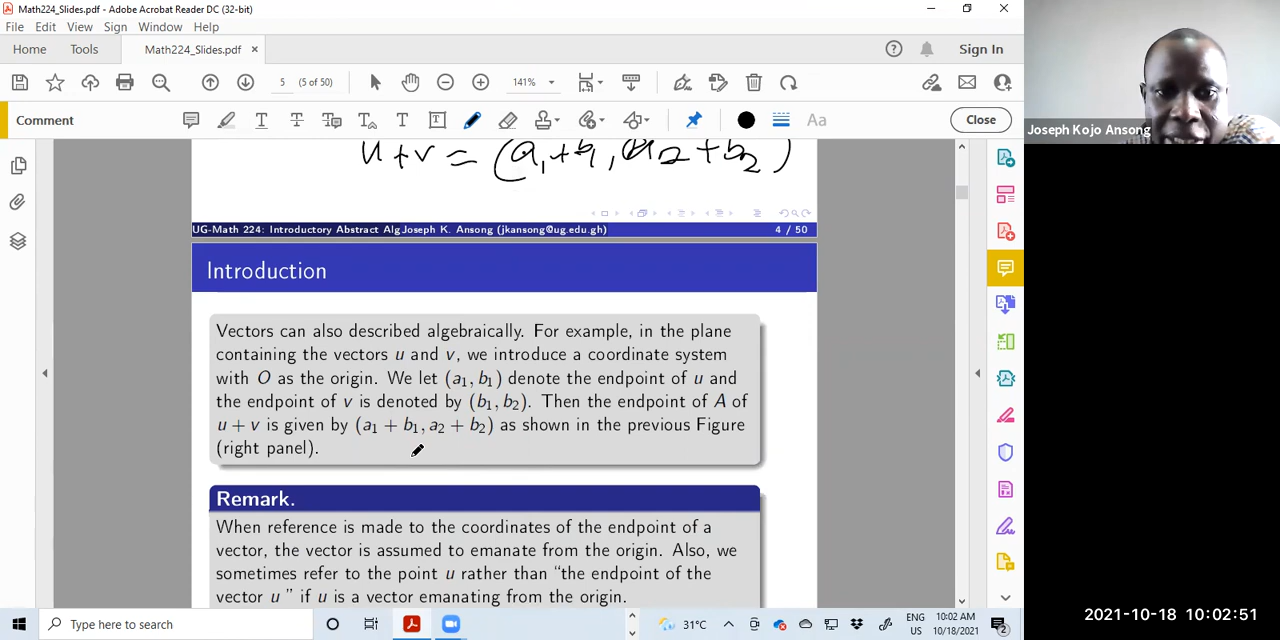 Math224_Slides.pdf - Adobe Acrobat Reader DC (32-bit)
File Edit View Sign Window Help
Home Tools Math224_Slides.pdf × Sign In
5 (5 of 50) 141%
Comment Aa Close
Joseph Kojo Ansong
u+v = (a1+b1, a2+b2)
UG-Math 224: Introductory Abstract Alg Joseph K. Ansong (jkansong@ug.edu.gh) 4 / 50
Introduction
Vectors can also described algebraically. For example, in the plane
containing the vectors u and v, we introduce a coordinate system
with O as the origin. We let (a1, b1) denote the endpoint of u and
the endpoint of v is denoted by (b1, b2). Then the endpoint of A of
u + v is given by (a1 + b1, a2 + b2) as shown in the previous Figure
(right panel).
Remark.
When reference is made to the coordinates of the endpoint of a
vector, the vector is assumed to emanate from the origin. Also, we
sometimes refer to the point u rather than “the endpoint of the
vector u ” if u is a vector emanating from the origin.
Type here to search
31°C
ENG
US
10:02 AM
10/18/2021
2
2021-10-18 10:02:51